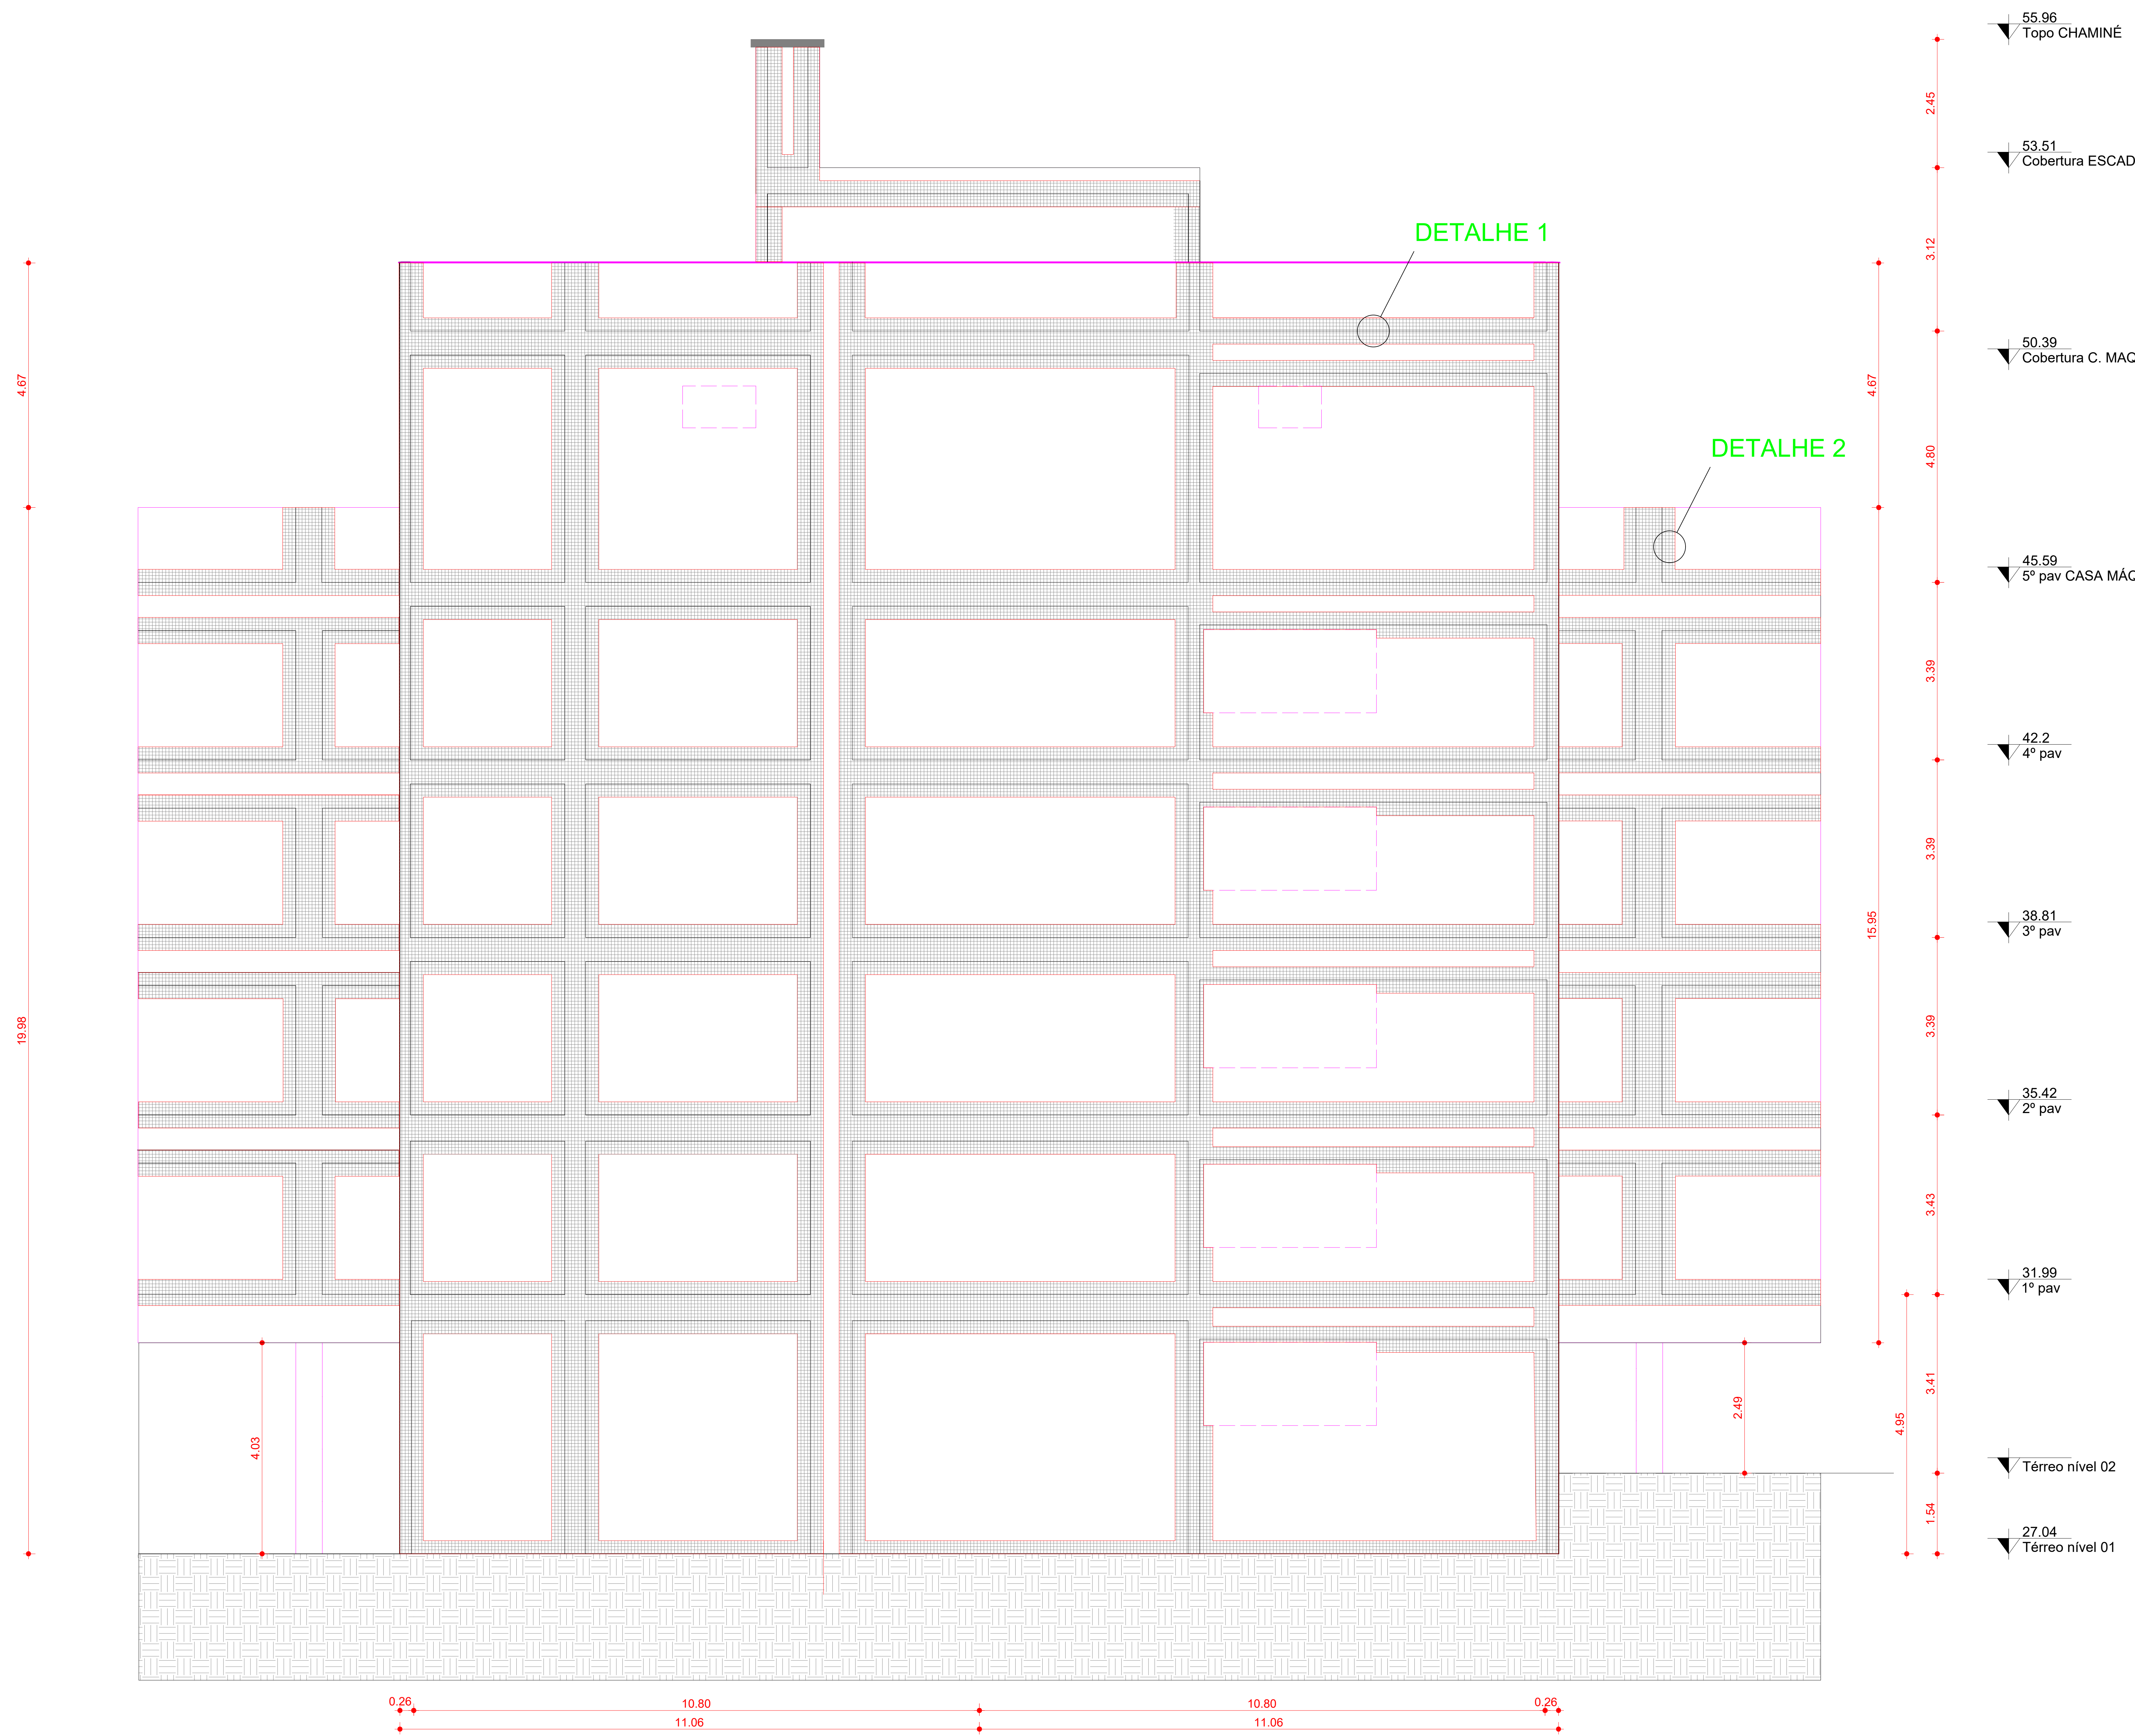 55.96
Topo CHAMINÉ
2.45
53.51
Cobertura ESCAD
DETALHE 1
3.12
50.39
Cobertura C. MAQ
4.67
4.67
DETALHE 2
4.80
45.59
5º pav CASA MÁQ
3.39
42.2
4º pav
3.39
38.81
3º pav
15.95
19.98
3.39
35.42
2º pav
3.43
31.99
1º pav
3.41
2.49
4.95
4.03
Térreo nível 02
1.54
27.04
Térreo nível 01
0.26
10.80
10.80
0.26
11.06
11.06